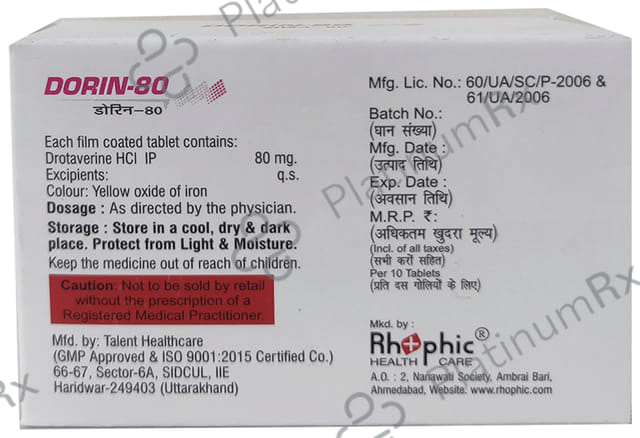 DORIN-80
डोरिन-80
Each film coated tablet contains:
Drotaverine HCl IP 80 mg.
Excipients: q.s.
Colour: Yellow oxide of iron
Dosage : As directed by the physician.
Storage : Store in a cool, dry & dark
place. Protect from Light & Moisture.
Keep the medicine out of reach of children.
Caution: Not to be sold by retail
without the prescription of a
Registered Medical Practitioner.
Mfd. by: Talent Healthcare
(GMP Approved & ISO 9001:2015 Certified Co.)
66-67, Sector-6A, SIDCUL, IIE
Haridwar-249403 (Uttarakhand)
Mfg. Lic. No.: 60/UA/SC/P-2006 &
61/UA/2006
Batch No.:
(घान संख्या)
Mfg. Date :
(उत्पाद तिथि)
Exp. Date :
(अवसान तिथि)
M.R.P. ₹:
(अधिकतम खुदरा मूल्य)
(Incl. of all taxes)
(सभी करों सहित)
Per 10 Tablets
(प्रति दस गोलियों के लिए)
Mkd. by :
Rhophic®
HEALTH CARE
A.O. : 2, Nanawati Society, Ambrai Bari,
Ahmedabad, Website: www.rhophic.com
PlatinumRx
PlatinumRx
PlatinumRx
PlatinumRx